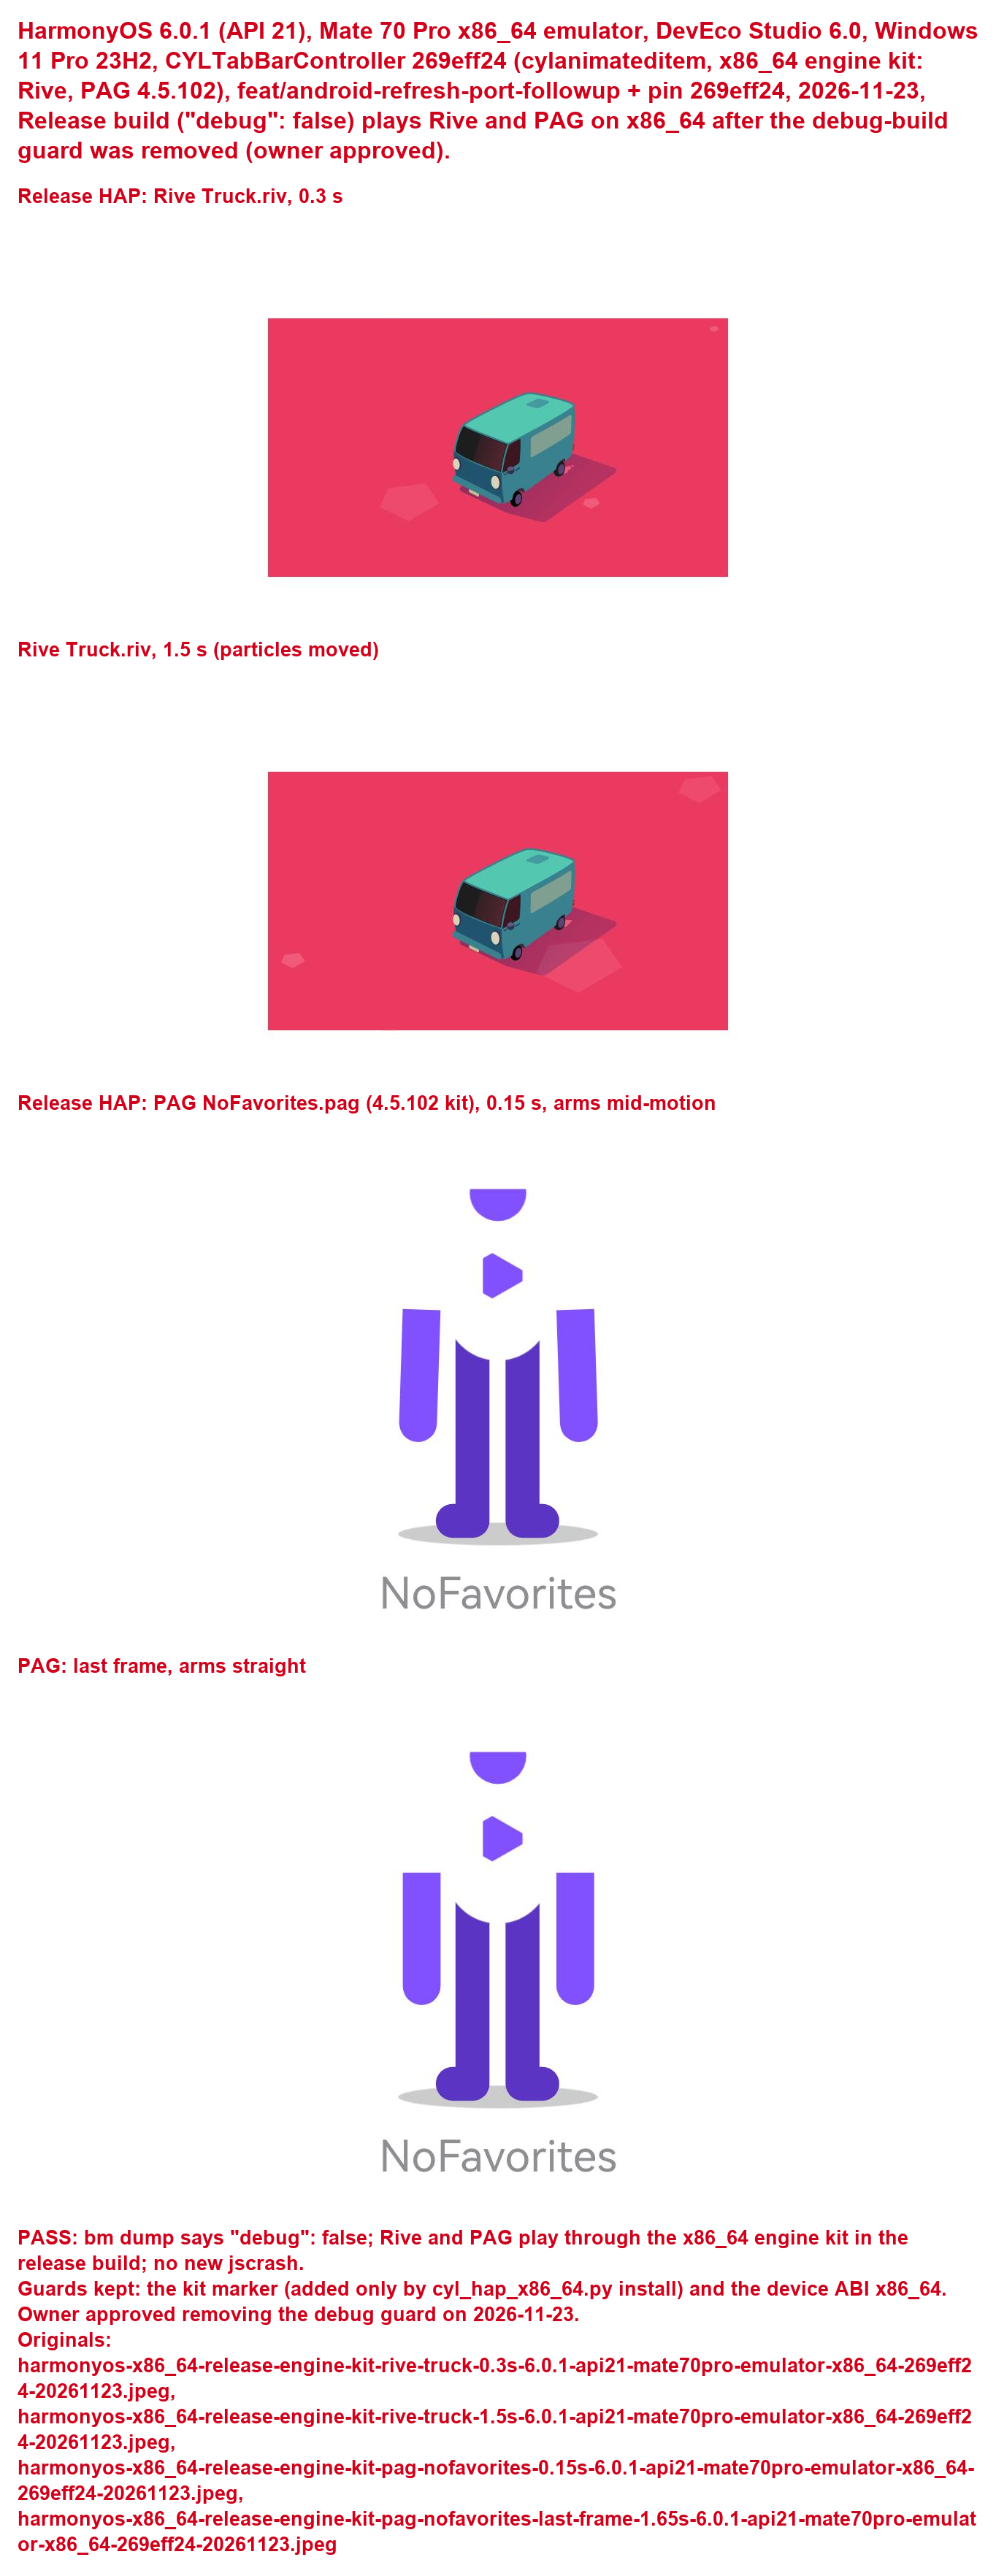 HarmonyOS 6.0.1 (API 21), Mate 70 Pro x86_64 emulator, DevEco Studio 6.0, Windows
11 Pro 23H2, CYLTabBarController 269eff24 (cylanimateditem, x86_64 engine kit:
Rive, PAG 4.5.102), feat/android-refresh-port-followup + pin 269eff24, 2026-11-23,
Release build ("debug": false) plays Rive and PAG on x86_64 after the debug-build
guard was removed (owner approved).
Release HAP: Rive Truck.riv, 0.3 s
Rive Truck.riv, 1.5 s (particles moved)
Release HAP: PAG NoFavorites.pag (4.5.102 kit), 0.15 s, arms mid-motion
NoFavorites
PAG: last frame, arms straight
NoFavorites
PASS: bm dump says "debug": false; Rive and PAG play through the x86_64 engine kit in the
release build; no new jscrash.
Guards kept: the kit marker (added only by cyl_hap_x86_64.py install) and the device ABI x86_64.
Owner approved removing the debug guard on 2026-11-23.
Originals:
harmonyos-x86_64-release-engine-kit-rive-truck-0.3s-6.0.1-api21-mate70pro-emulator-x86_64-269eff2
4-20261123.jpeg,
harmonyos-x86_64-release-engine-kit-rive-truck-1.5s-6.0.1-api21-mate70pro-emulator-x86_64-269eff2
4-20261123.jpeg,
harmonyos-x86_64-release-engine-kit-pag-nofavorites-0.15s-6.0.1-api21-mate70pro-emulator-x86_64-
269eff24-20261123.jpeg,
harmonyos-x86_64-release-engine-kit-pag-nofavorites-last-frame-1.65s-6.0.1-api21-mate70pro-emulat
or-x86_64-269eff24-20261123.jpeg